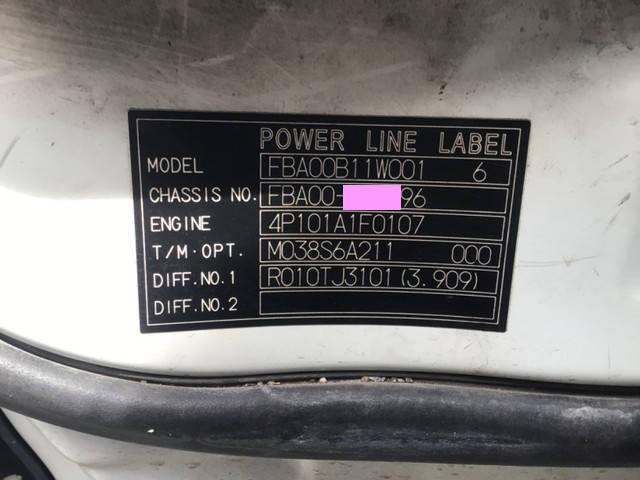 POWER LINE LABEL
MODEL FBA00B11W001 6
CHASSIS NO. FBA00- 96
ENGINE 4P101A1F0107
T/M·OPT. M038S6A211 000
DIFF.NO.1 R010TJ3101(3.909)
DIFF.NO.2